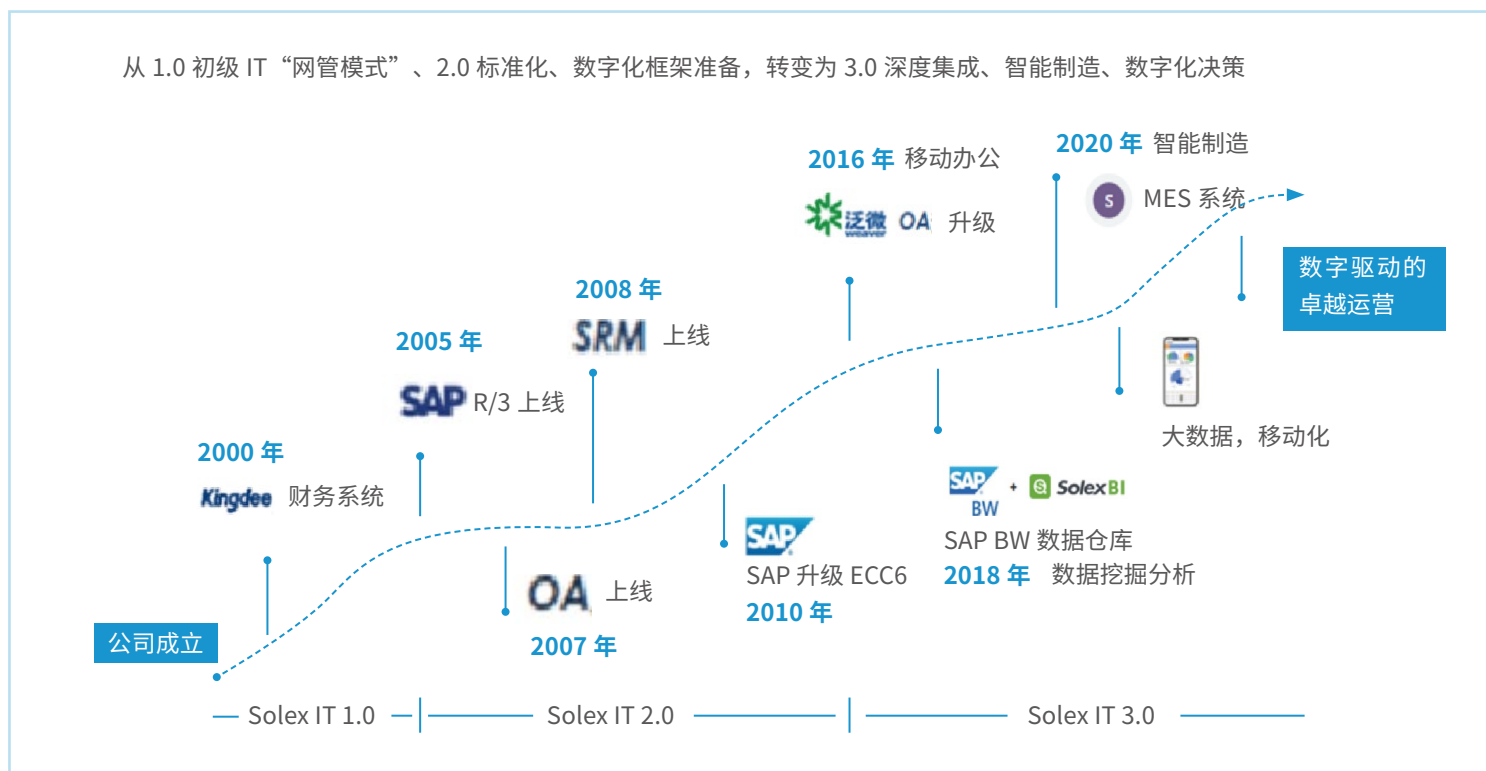 从 1.0 初级 IT“网管模式”、2.0 标准化、数字化框架准备，转变为 3.0 深度集成、智能制造、数字化决策
2020 年 智能制造
S MES 系统
2016 年 移动办公
泛微 weaver OA 升级
数字驱动的
卓越运营
2008 年
SRM 上线
2005 年
SAP R/3 上线
大数据，移动化
2000 年
Kingdee 财务系统
SAP BW + SolexBI
SAP BW 数据仓库
2018 年 数据挖掘分析
SAP
SAP 升级 ECC6
2010 年
OA 上线
2007 年
公司成立
Solex IT 1.0
Solex IT 2.0
Solex IT 3.0